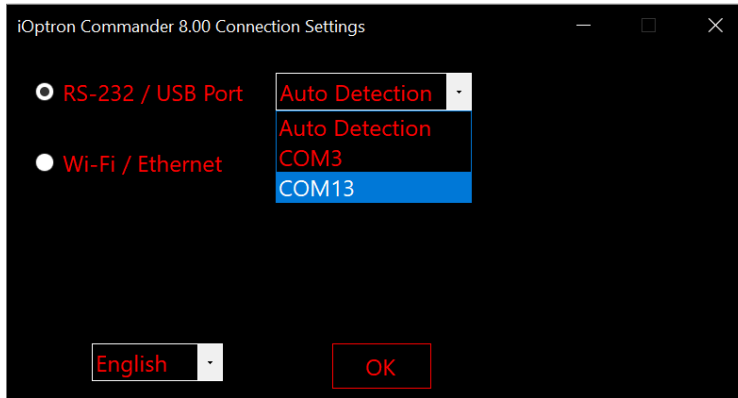 iOptron Commander 8.00 Connection Settings
RS-232 / USB Port
Auto Detection
Auto Detection
COM3
COM13
Wi-Fi / Ethernet
English
OK